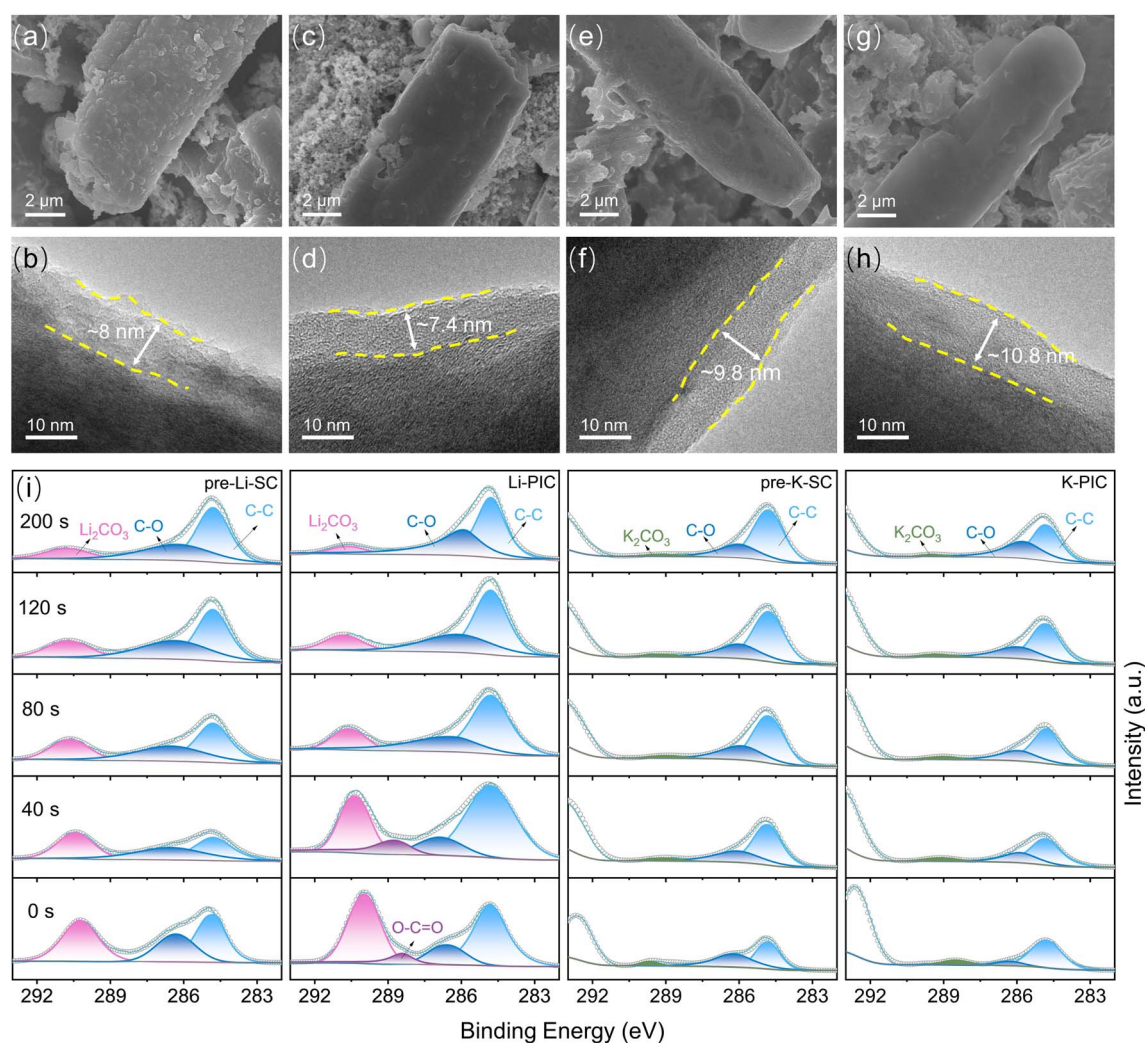 (a)
(c)
(e)
(g)
2 μm
2 μm
2 μm
2 μm
(b)
(d)
(f)
(h)
~8 nm
~7.4 nm
~9.8 nm
~10.8 nm
10 nm
10 nm
10 nm
10 nm
(i)
pre-Li-SC
Li-PIC
pre-K-SC
K-PIC
200 s
Li₂CO₃
C-O
C-C
Li₂CO₃
C-O
C-C
K₂CO₃
C-O
C-C
K₂CO₃
C-O
C-C
120 s
80 s
40 s
0 s
O-C=O
292 289 286 283
292 289 286 283
292 289 286 283
292 289 286 283
Binding Energy (eV)
Intensity (a.u.)